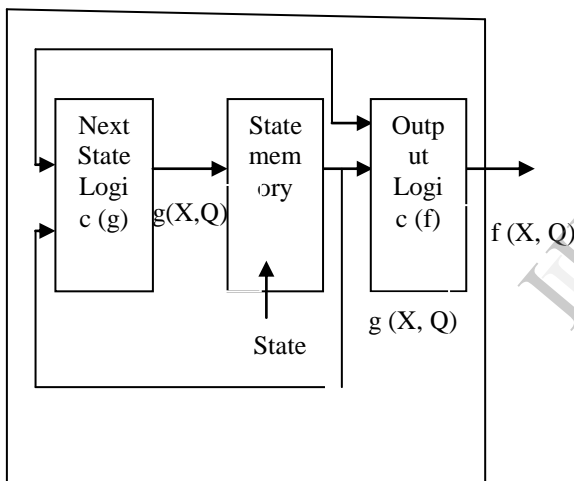 Next
State
Logi
c (g)
g(X,Q)
State
mem
ory
State
Outp
ut
Logi
c (f)
g (X, Q)
f (X, Q)